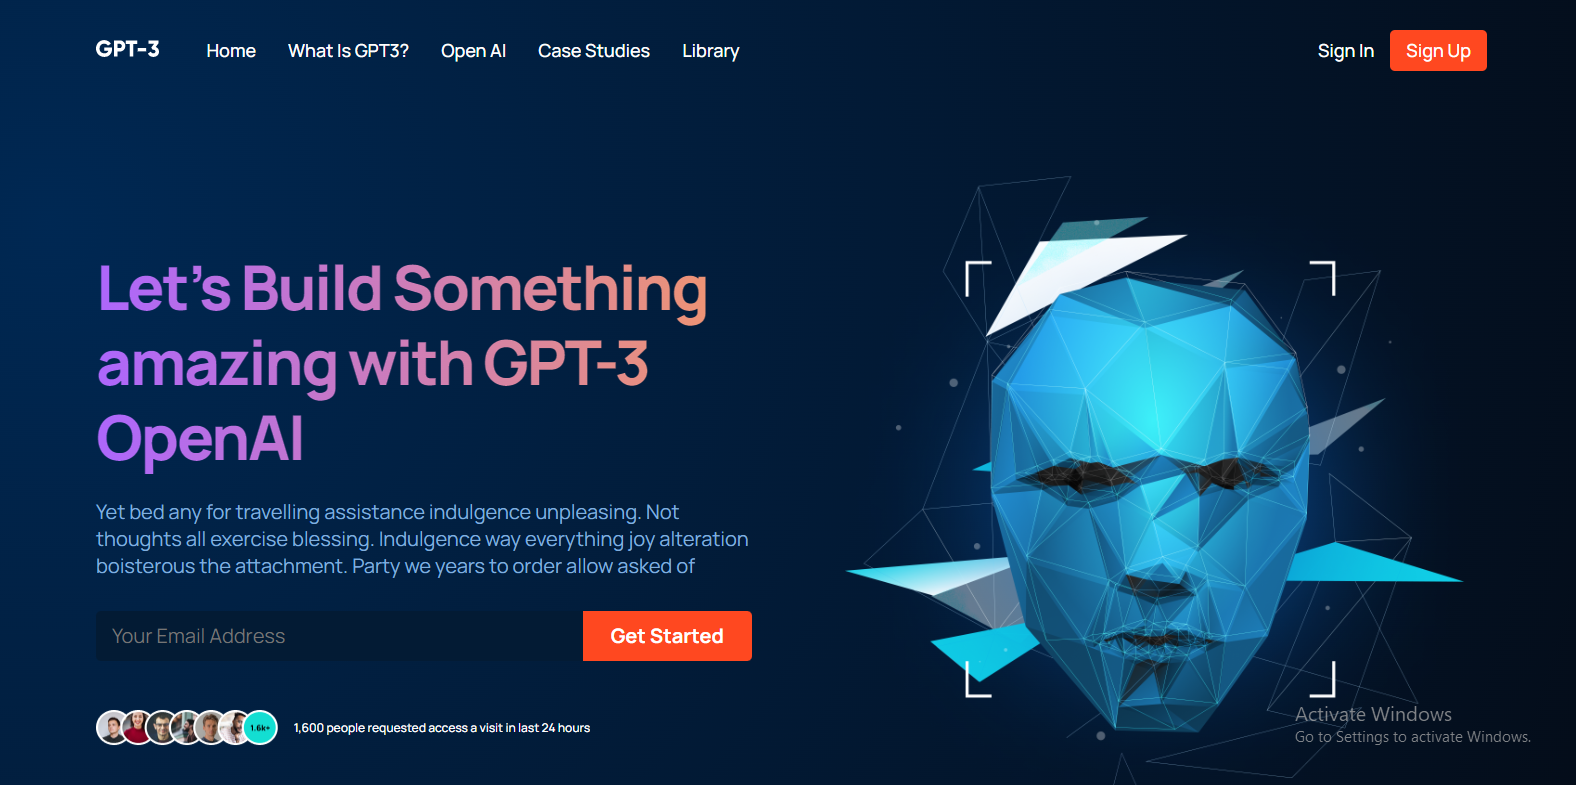 GPT-3
Home
What Is GPT3?
Open AI
Case Studies
Library
Sign In
Sign Up
Let's Build Something
amazing with GPT-3
OpenAI
Yet bed any for travelling assistance indulgence unpleasing. Not
thoughts all exercise blessing. Indulgence way everything joy alteration
boisterous the attachment. Party we years to order allow asked of
Your Email Address
Get Started
1.6k+
1,600 people requested access a visit in last 24 hours
Activate Windows
Go to Settings to activate Windows.